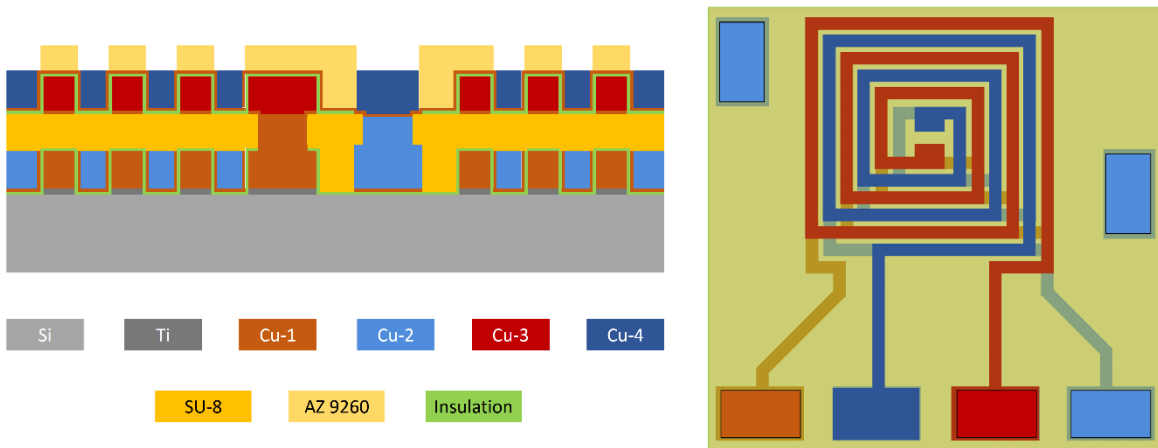 Si
Ti
Cu-1
Cu-2
Cu-3
Cu-4
SU-8
AZ 9260
Insulation